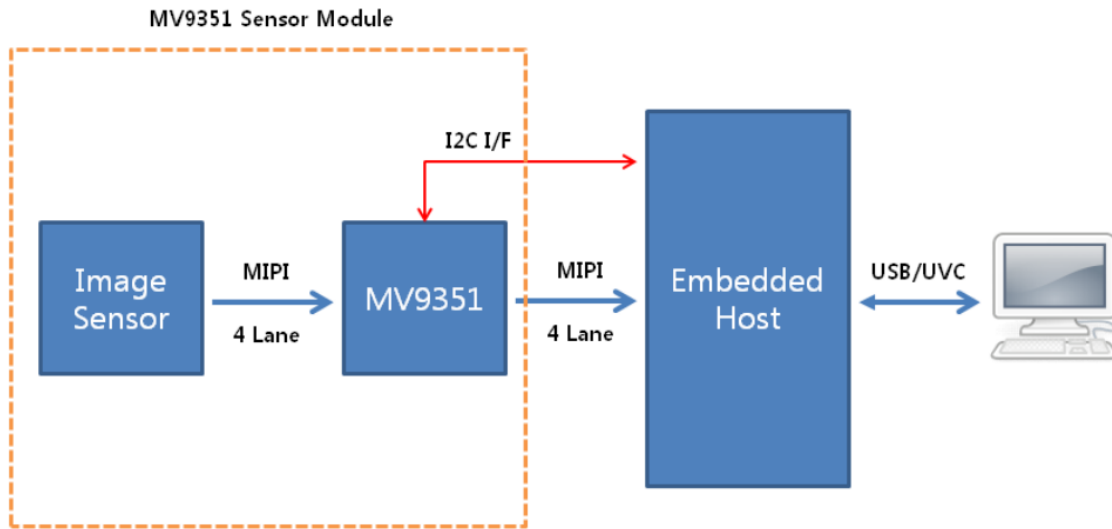 MV9351 Sensor Module
I2C I/F
Image
Sensor
MIPI
4 Lane
MV9351
MIPI
4 Lane
Embedded
Host
USB/UVC